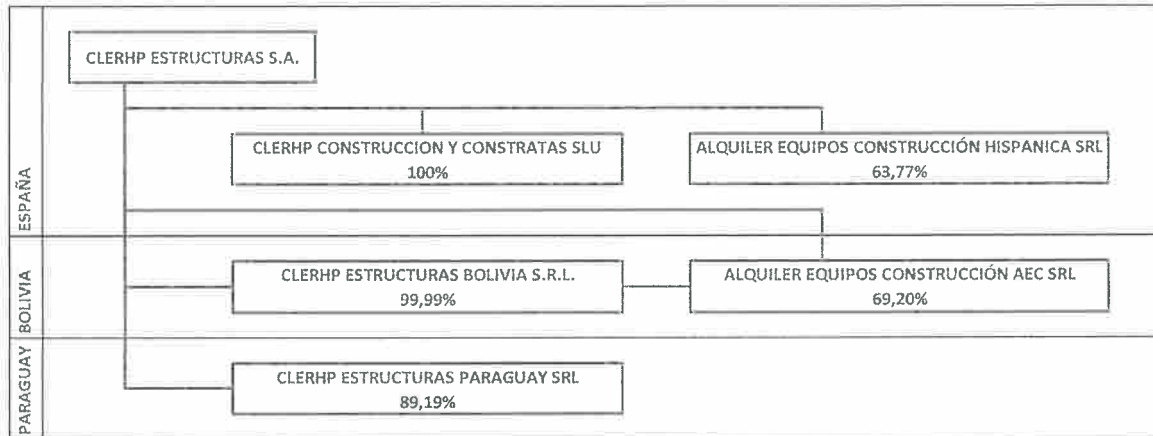 ESPAÑA
CLERHP ESTRUCTURAS S.A.
CLERHP CONSTRUCCION Y CONSTRATAS SLU
100%
ALQUILER EQUIPOS CONSTRUCCIÓN HISPANICA SRL
63,77%
BOLIVIA
CLERHP ESTRUCTURAS BOLIVIA S.R.L.
99,99%
ALQUILER EQUIPOS CONSTRUCCIÓN AEC SRL
69,20%
PARAGUAY
CLERHP ESTRUCTURAS PARAGUAY SRL
89,19%